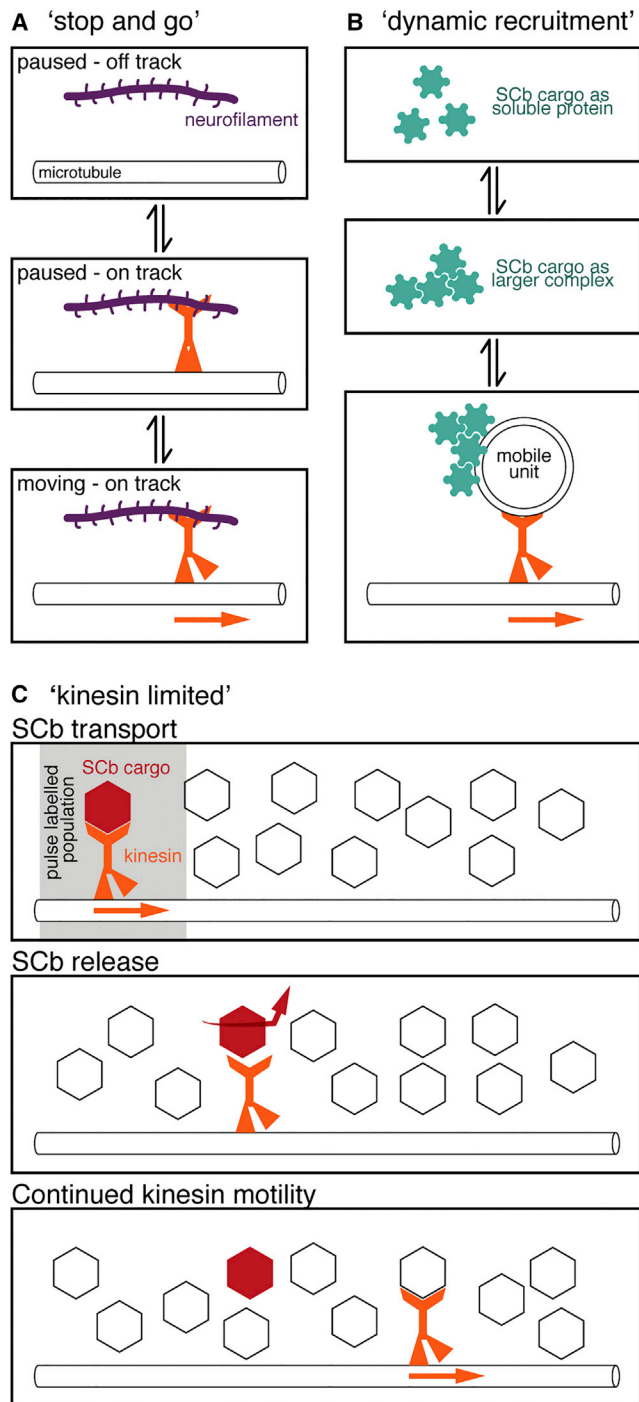 A 'stop and go'
paused - off track
neurofilament
microtubule
paused - on track
moving - on track
B 'dynamic recruitment'
SCb cargo as
soluble protein
SCb cargo as
larger complex
mobile
unit
C 'kinesin limited'
SCb transport
pulse labelled
population
SCb cargo
kinesin
SCb release
Continued kinesin motility